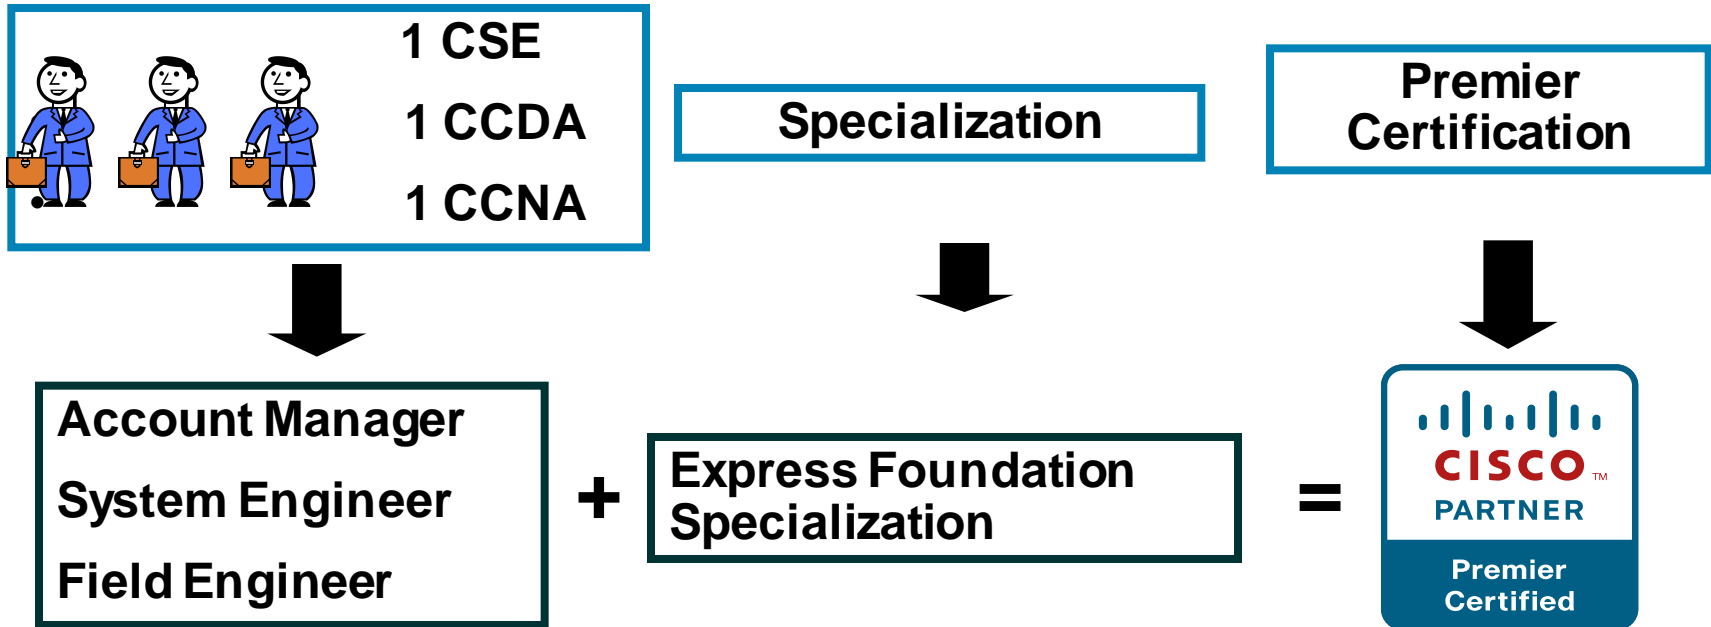 1 CSE
1 CCDA
1 CCNA
Specialization
Premier
Certification
Account Manager
System Engineer
Field Engineer
+
Express Foundation
Specialization
=
CISCO TM
PARTNER
Premier
Certified